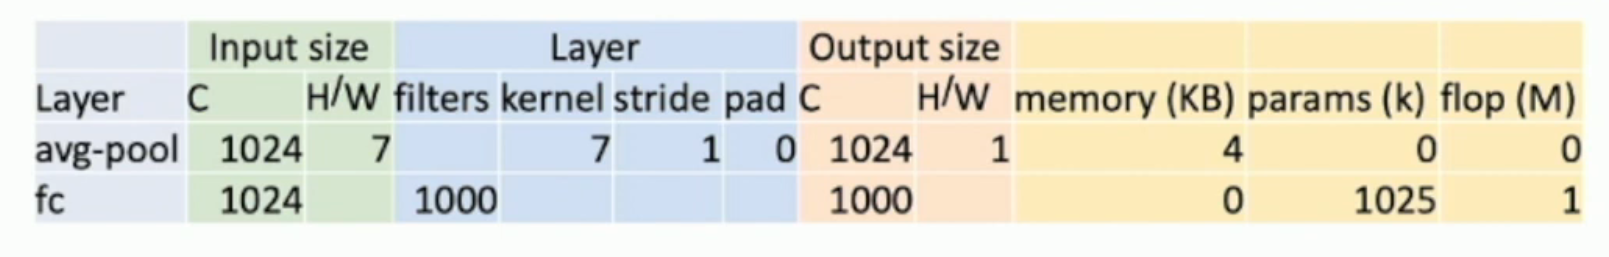 Input size Layer Output size
Layer C H/W filters kernel stride pad C H/W memory (KB) params (k) flop (M)
avg-pool 1024 7 7 1 0 1024 1 4 0 0
fc 1024 1000 1000 0 1025 1